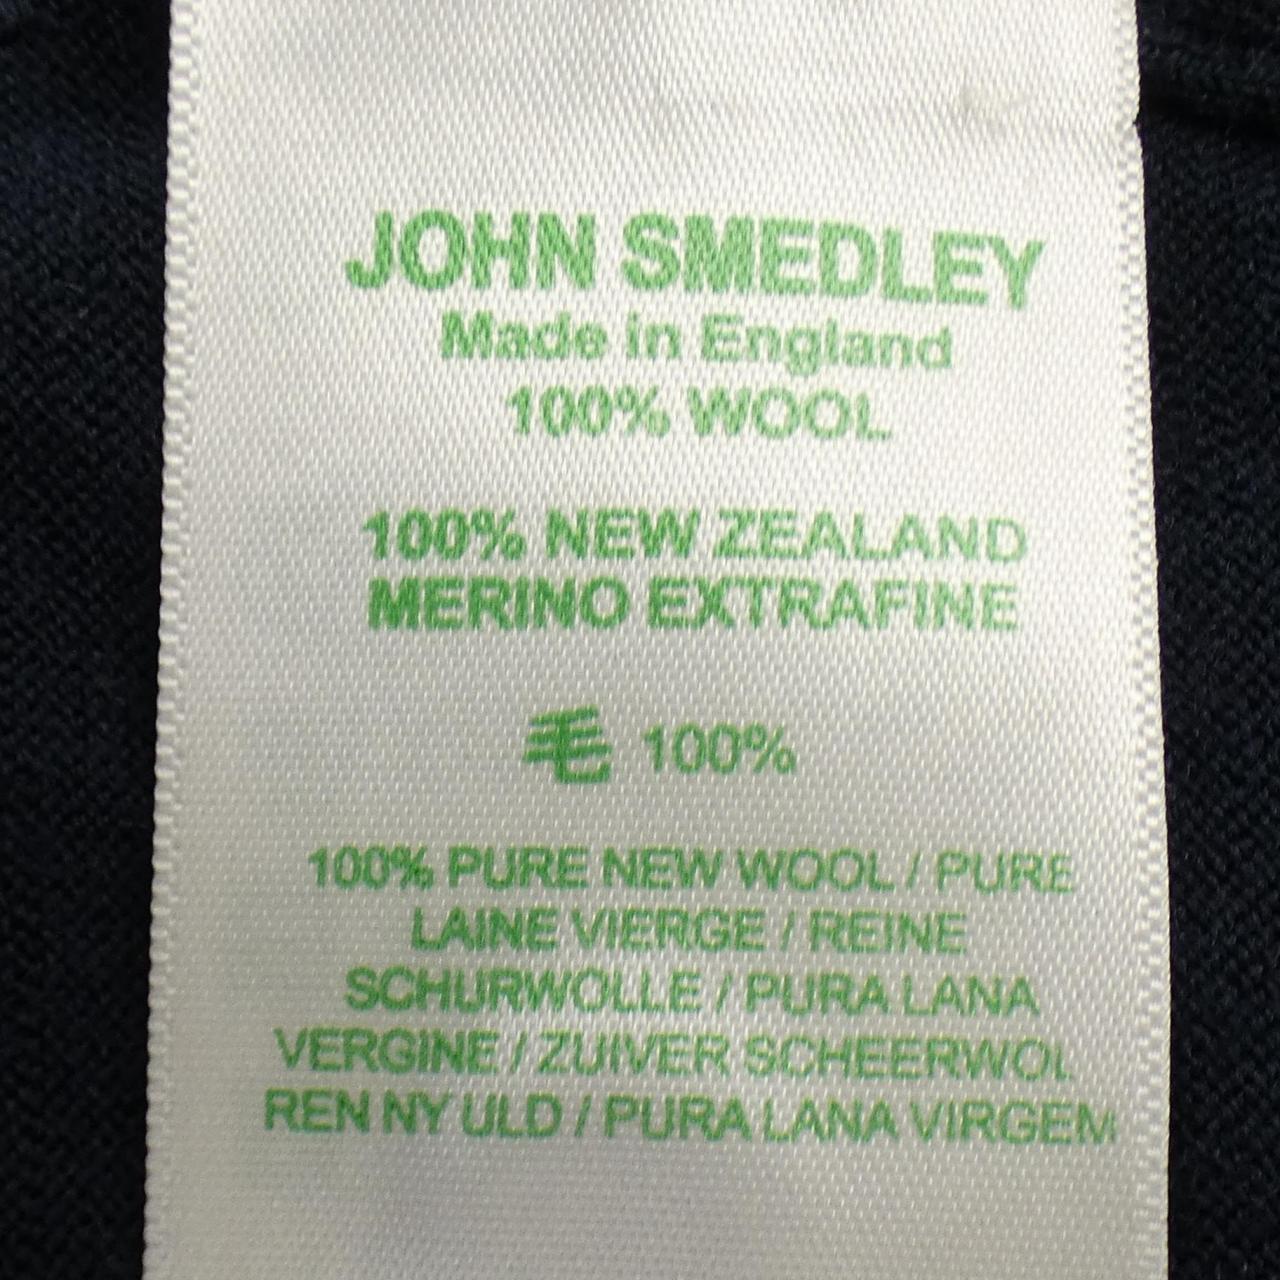 JOHN SMEDLEY
Made in England
100% WOOL
100% NEW ZEALAND
MERINO EXTRAFINE
毛 100%
100% PURE NEW WOOL / PURE
LAINE VIERGE / REINE
SCHURWOLLE / PURA LANA
VERGINE / ZUIVER SCHEERWOL
REN NY ULD / PURA LANA VIRGEM